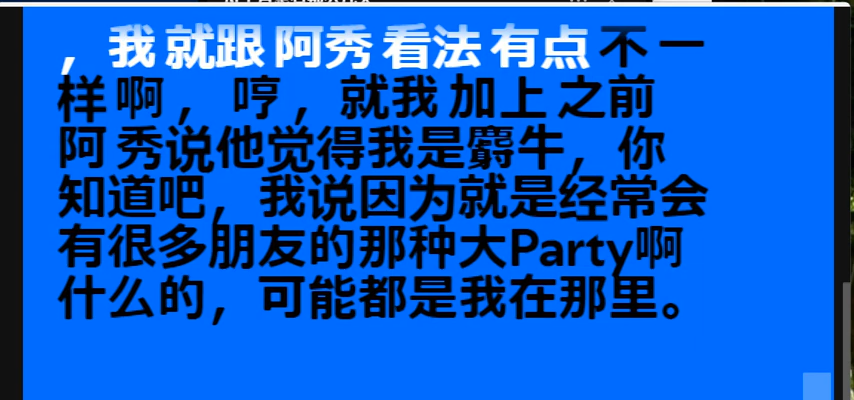 ，我就跟阿秀看法有点不一
样啊， 哼，就我加上之前
阿秀说他觉得我是麝牛，你
知道吧，我说因为就是经常会
有很多朋友的那种大Party啊
什么的，可能都是我在那里。